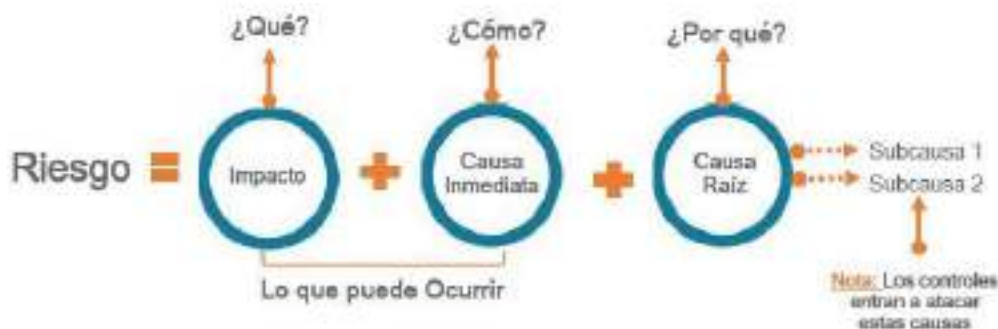 ¿Qué?
¿Cómo?
¿Por qué?
Riesgo =
Impacto
+
Causa
Inmediata
+
Causa
Raíz
Subcausa 1
Subcausa 2
Lo que puede Ocurrir
Nota: Los controles
entran a atacar
estas causas